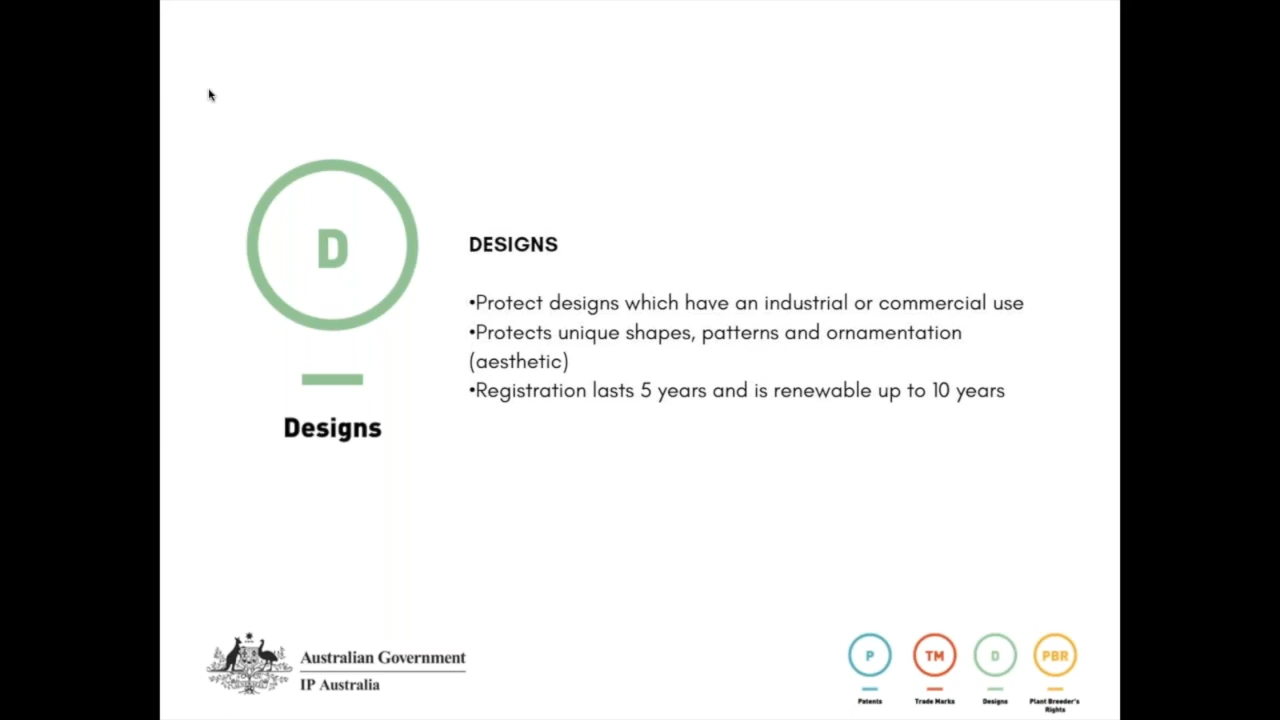 D
Designs
DESIGNS
•Protect designs which have an industrial or commercial use
•Protects unique shapes, patterns and ornamentation
(aesthetic)
•Registration lasts 5 years and is renewable up to 10 years
Australian Government
IP Australia
P
Patents
TM
Trade Marks
D
Designs
PBR
Plant Breeder's
Rights